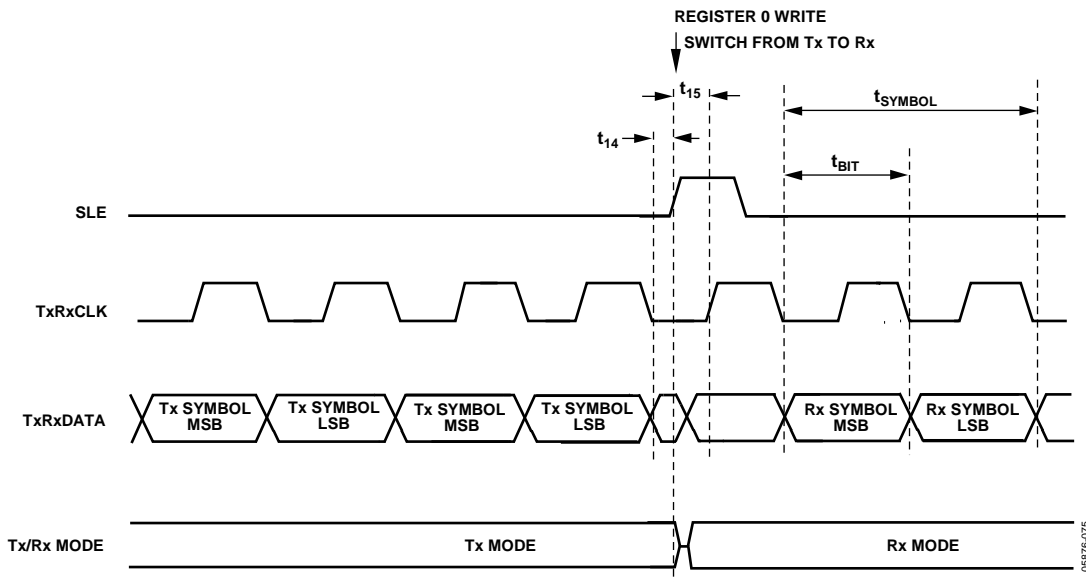 REGISTER 0 WRITE
SWITCH FROM Tx TO Rx
t15
tSYMBOL
t14
tBIT
SLE
TxRxCLK
TxRxDATA
Tx SYMBOL
MSB
Tx SYMBOL
LSB
Tx SYMBOL
MSB
Tx SYMBOL
LSB
Rx SYMBOL
MSB
Rx SYMBOL
LSB
Tx/Rx MODE
Tx MODE
Rx MODE
05876-075